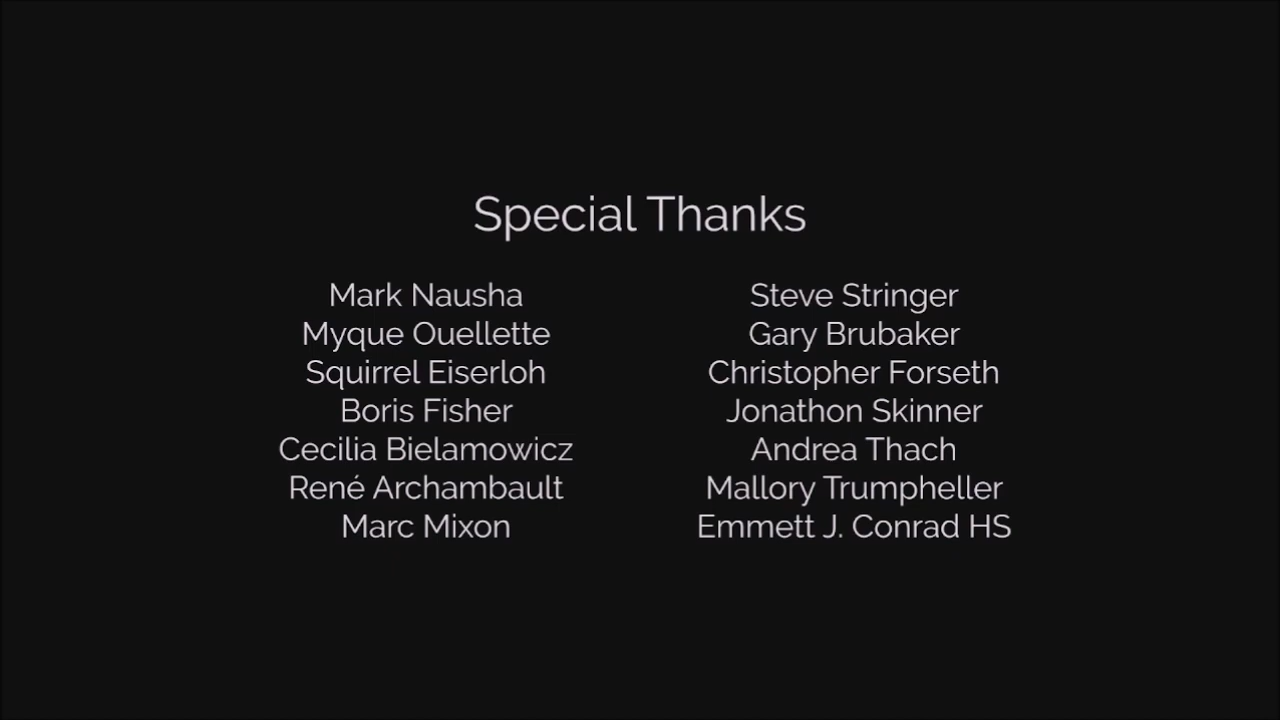 Special Thanks
Mark Nausha
Myque Ouellette
Squirrel Eiserloh
Boris Fisher
Cecilia Bielamowicz
René Archambault
Marc Mixon
Steve Stringer
Gary Brubaker
Christopher Forseth
Jonathon Skinner
Andrea Thach
Mallory Trumpheller
Emmett J. Conrad HS